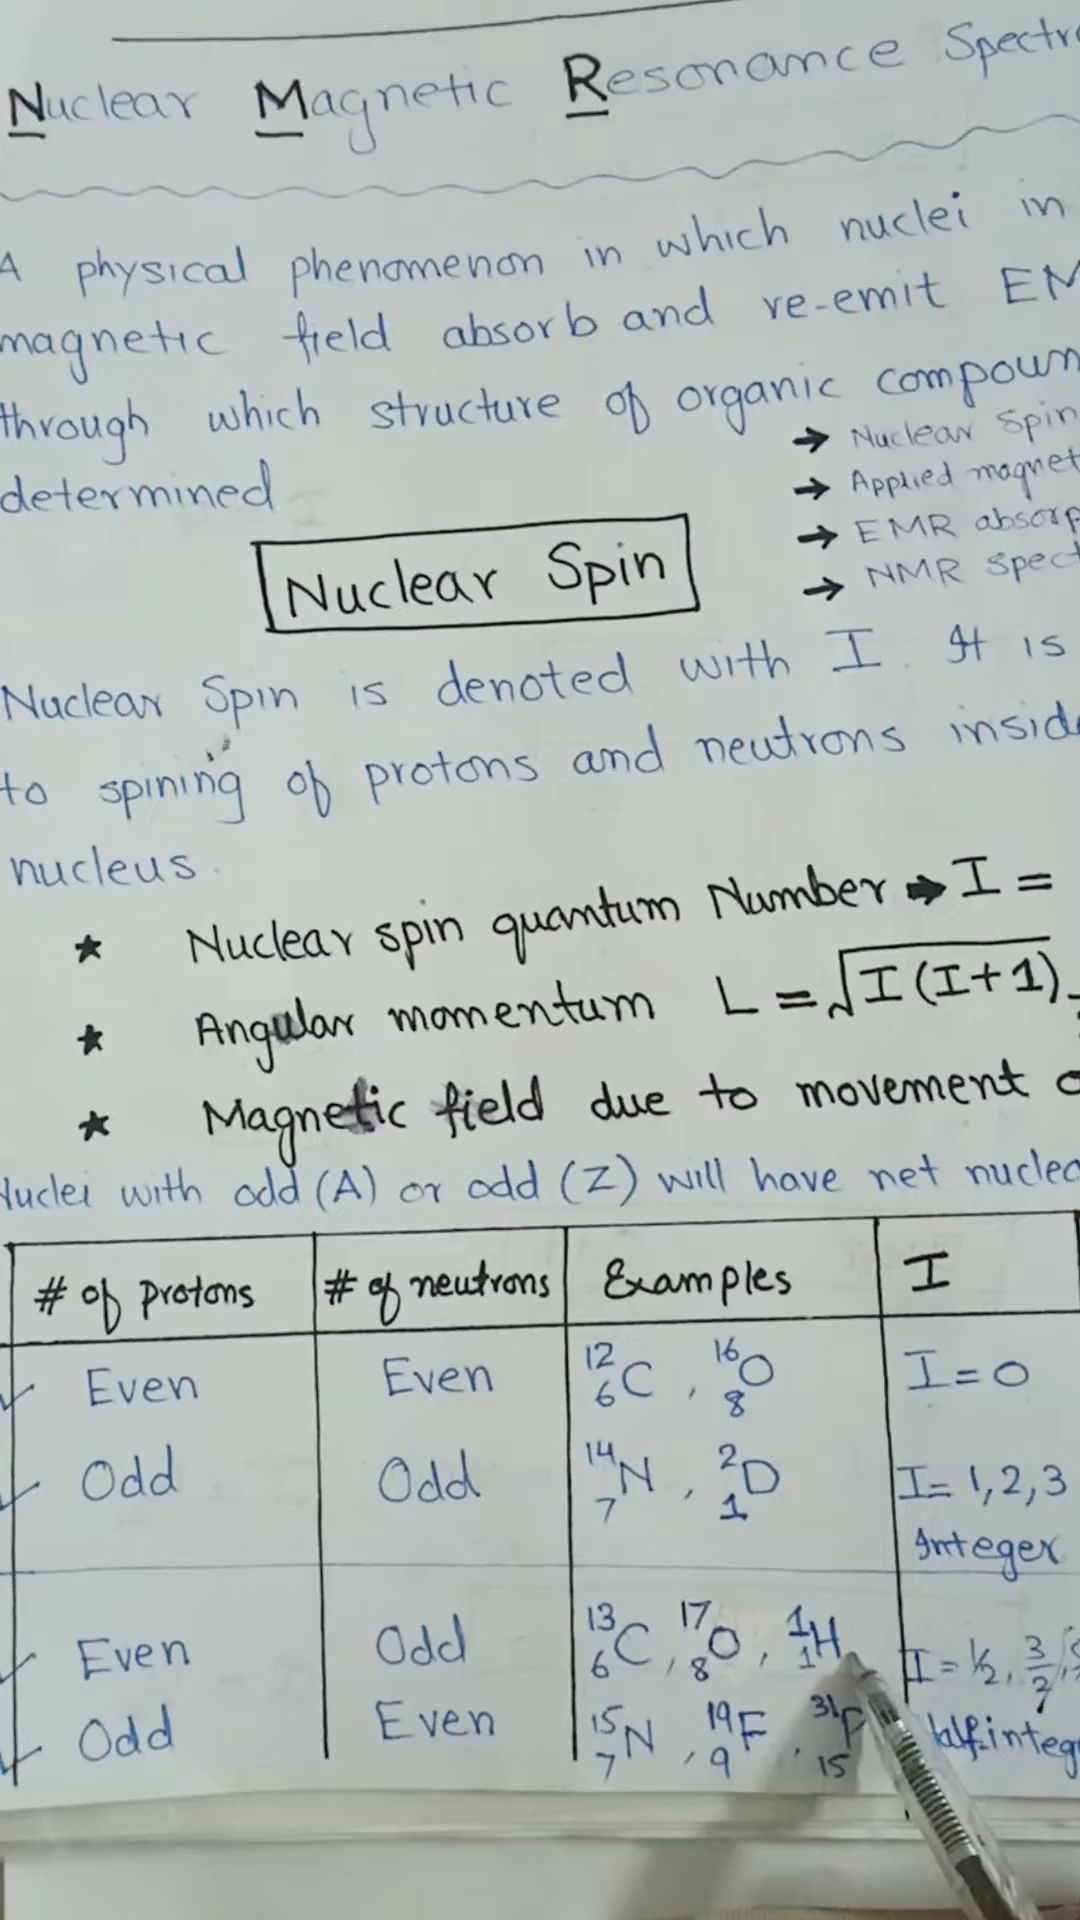 Nuclear Magnetic Resonance Spectro
A physical phenomenon in which nuclei in
magnetic field absorb and re-emit EM
through which structure of organic compoun
determined
→ Nuclear Spin
→ Applied magnet
→ EMR absorp
→ NMR spect
Nuclear Spin
Nuclear Spin is denoted with I. It is
to spining of protons and neutrons insid
nucleus.
★ Nuclear spin quantum Number → I =
★ Angular momentum L = √I(I+1)
★ Magnetic field due to movement
Nuclei with odd (A) or odd (Z) will have net nuclea
# of protons # of neutrons Examples I
Even Even ¹²₆C, ¹⁶₈O I = 0
Odd Odd ¹⁴₇N, ²₁D I = 1, 2, 3
Integer
Even Odd ¹³₆C, ¹⁷₈O, ¹₁H I = ½, 3/2,
Odd Even ¹⁵₇N, ¹⁹₉F, ³¹₁₅P Half integ